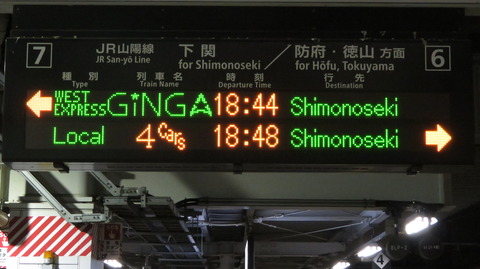 7 JR山陽線 下関 防府・徳山 方面 6
JR San-yō Line for Shimonoseki for Hōfu, Tokuyama
種別 列車名 時刻 行先
Type Train Name Departure Time Destination
WEST EXPRESS GiNGA 18:44 Shimonoseki
Local 4 Cars 18:48 Shimonoseki
4